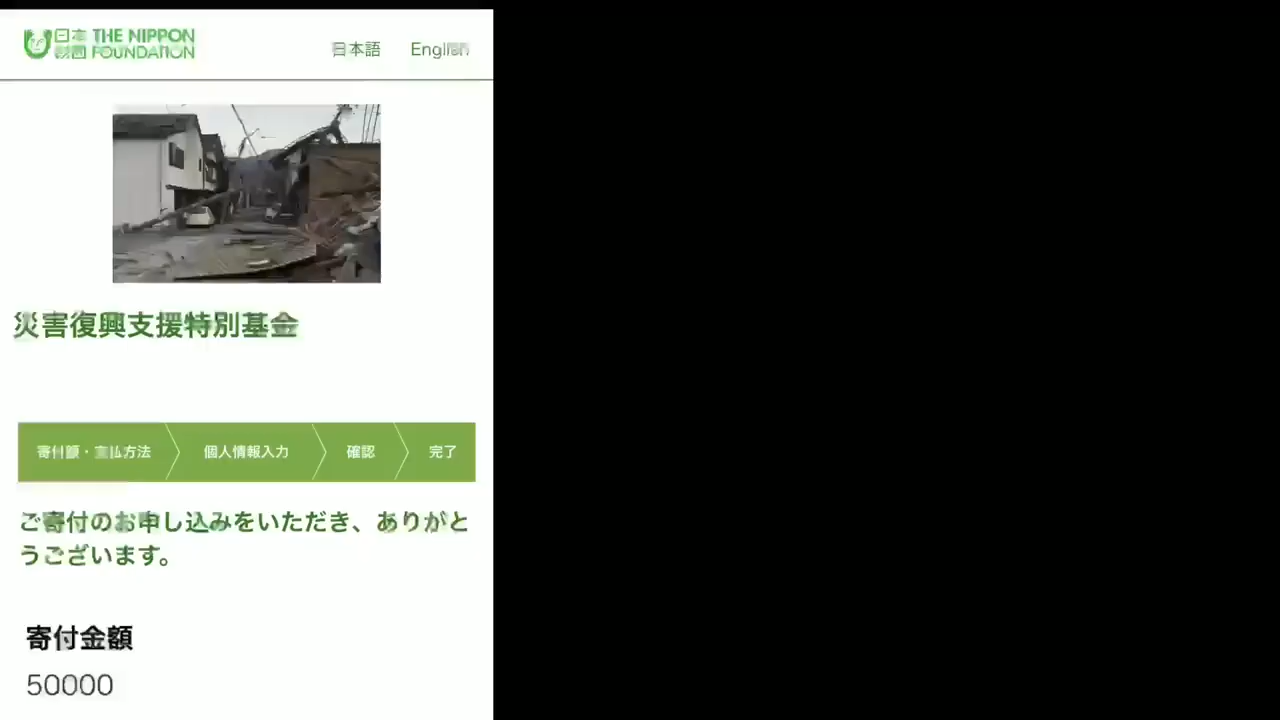 日本 THE NIPPON
財団 FOUNDATION
日本語 English
災害復興支援特別基金
寄付額・支払方法 個人情報入力 確認 完了
ご寄付のお申し込みをいただき、ありがと
うございます。
寄付金額
50000